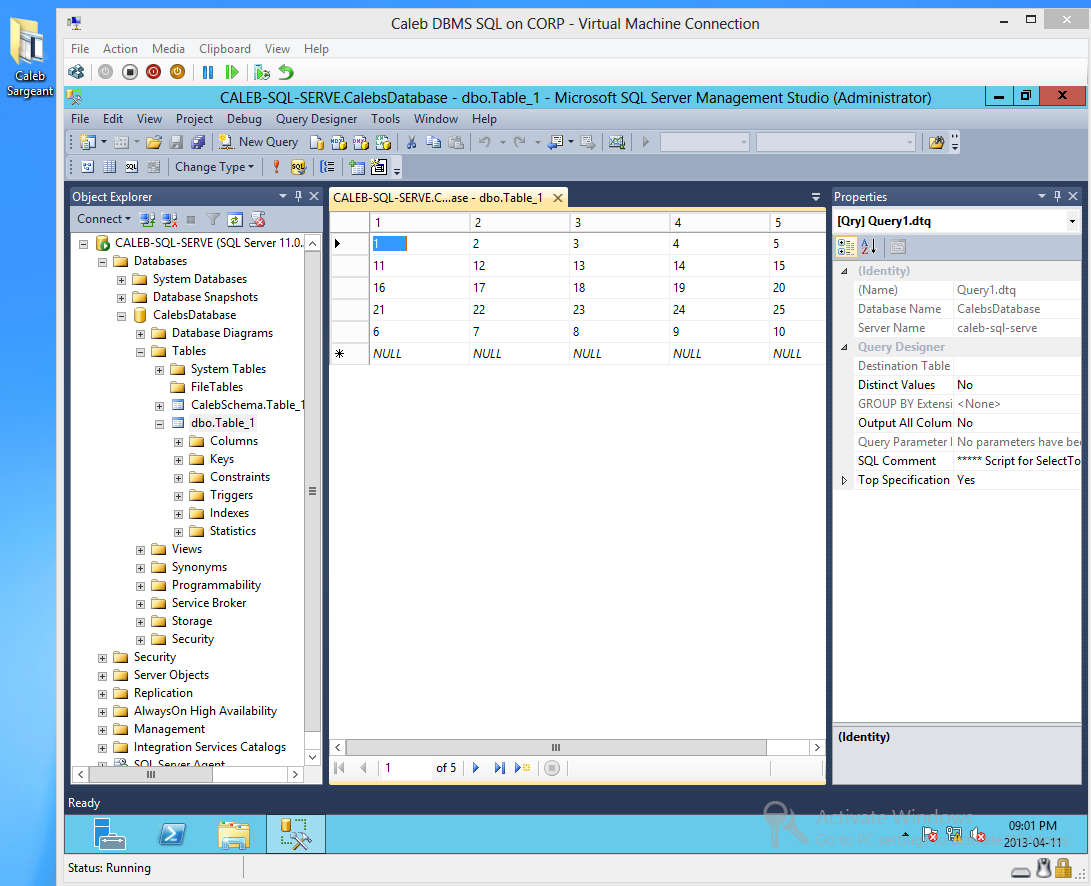 Caleb
Sargeant
Caleb DBMS SQL on CORP - Virtual Machine Connection
File Action Media Clipboard View Help
CALEB-SQL-SERVE.CalebsDatabase - dbo.Table_1 - Microsoft SQL Server Management Studio (Administrator)
File Edit View Project Debug Query Designer Tools Window Help
New Query
Change Type
Object Explorer
Connect
CALEB-SQL-SERVE (SQL Server 11.0.
Databases
System Databases
Database Snapshots
CalebsDatabase
Database Diagrams
Tables
System Tables
FileTables
CalebSchema.Table_1
dbo.Table_1
Columns
Keys
Constraints
Triggers
Indexes
Statistics
Views
Synonyms
Programmability
Service Broker
Storage
Security
Security
Server Objects
Replication
AlwaysOn High Availability
Management
Integration Services Catalogs
SQL Server Agent
CALEB-SQL-SERVE.C...ase - dbo.Table_1
1 2 3 4 5
1 2 3 4 5
11 12 13 14 15
16 17 18 19 20
21 22 23 24 25
6 7 8 9 10
NULL NULL NULL NULL NULL
1 of 5
Properties
[Qry] Query1.dtq
(Identity)
(Name) Query1.dtq
Database Name CalebsDatabase
Server Name caleb-sql-serve
Query Designer
Destination Table
Distinct Values No
GROUP BY Extensi <None>
Output All Colum No
Query Parameter No parameters have bee
SQL Comment ***** Script for SelectTo
Top Specification Yes
(Identity)
Ready
Activate Windows
Go to PC settings to
09:01 PM
2013-04-11
Status: Running